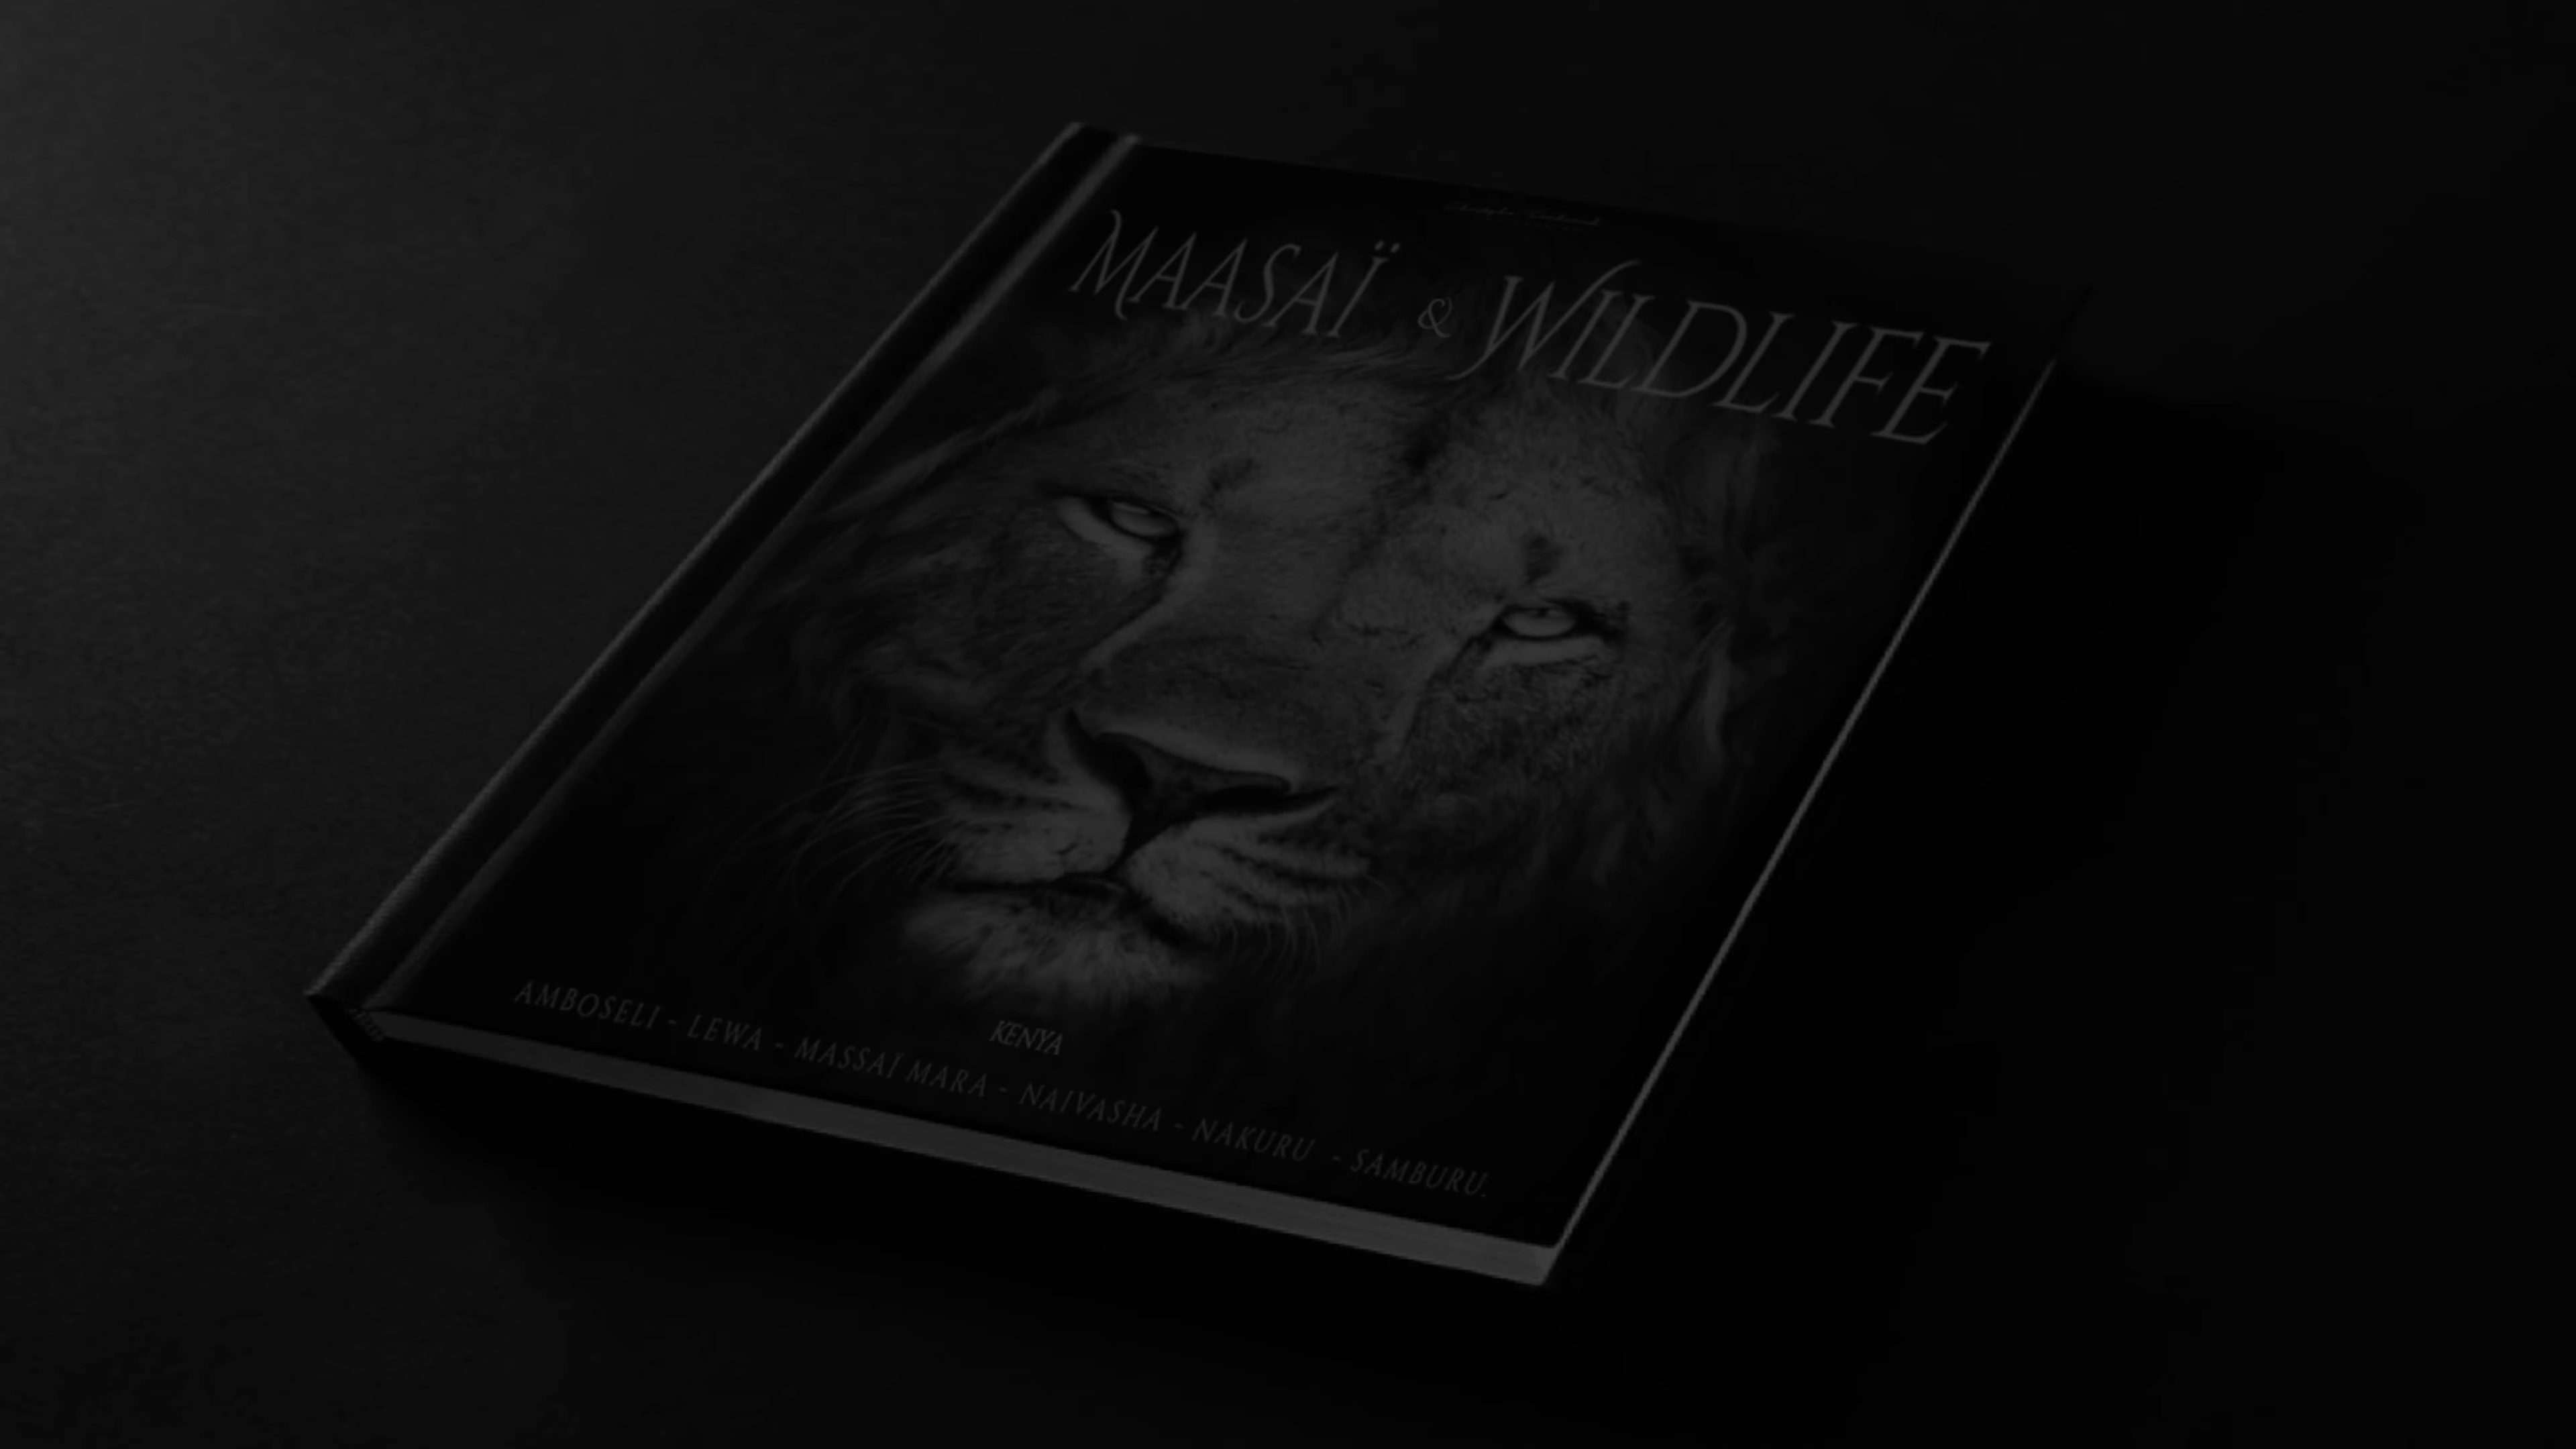 MAASAÏ & WILDLIFE
KENYA
AMBOSELI - LEWA - MASSAÏ MARA - NAIVASHA - NAKURU - SAMBURU.